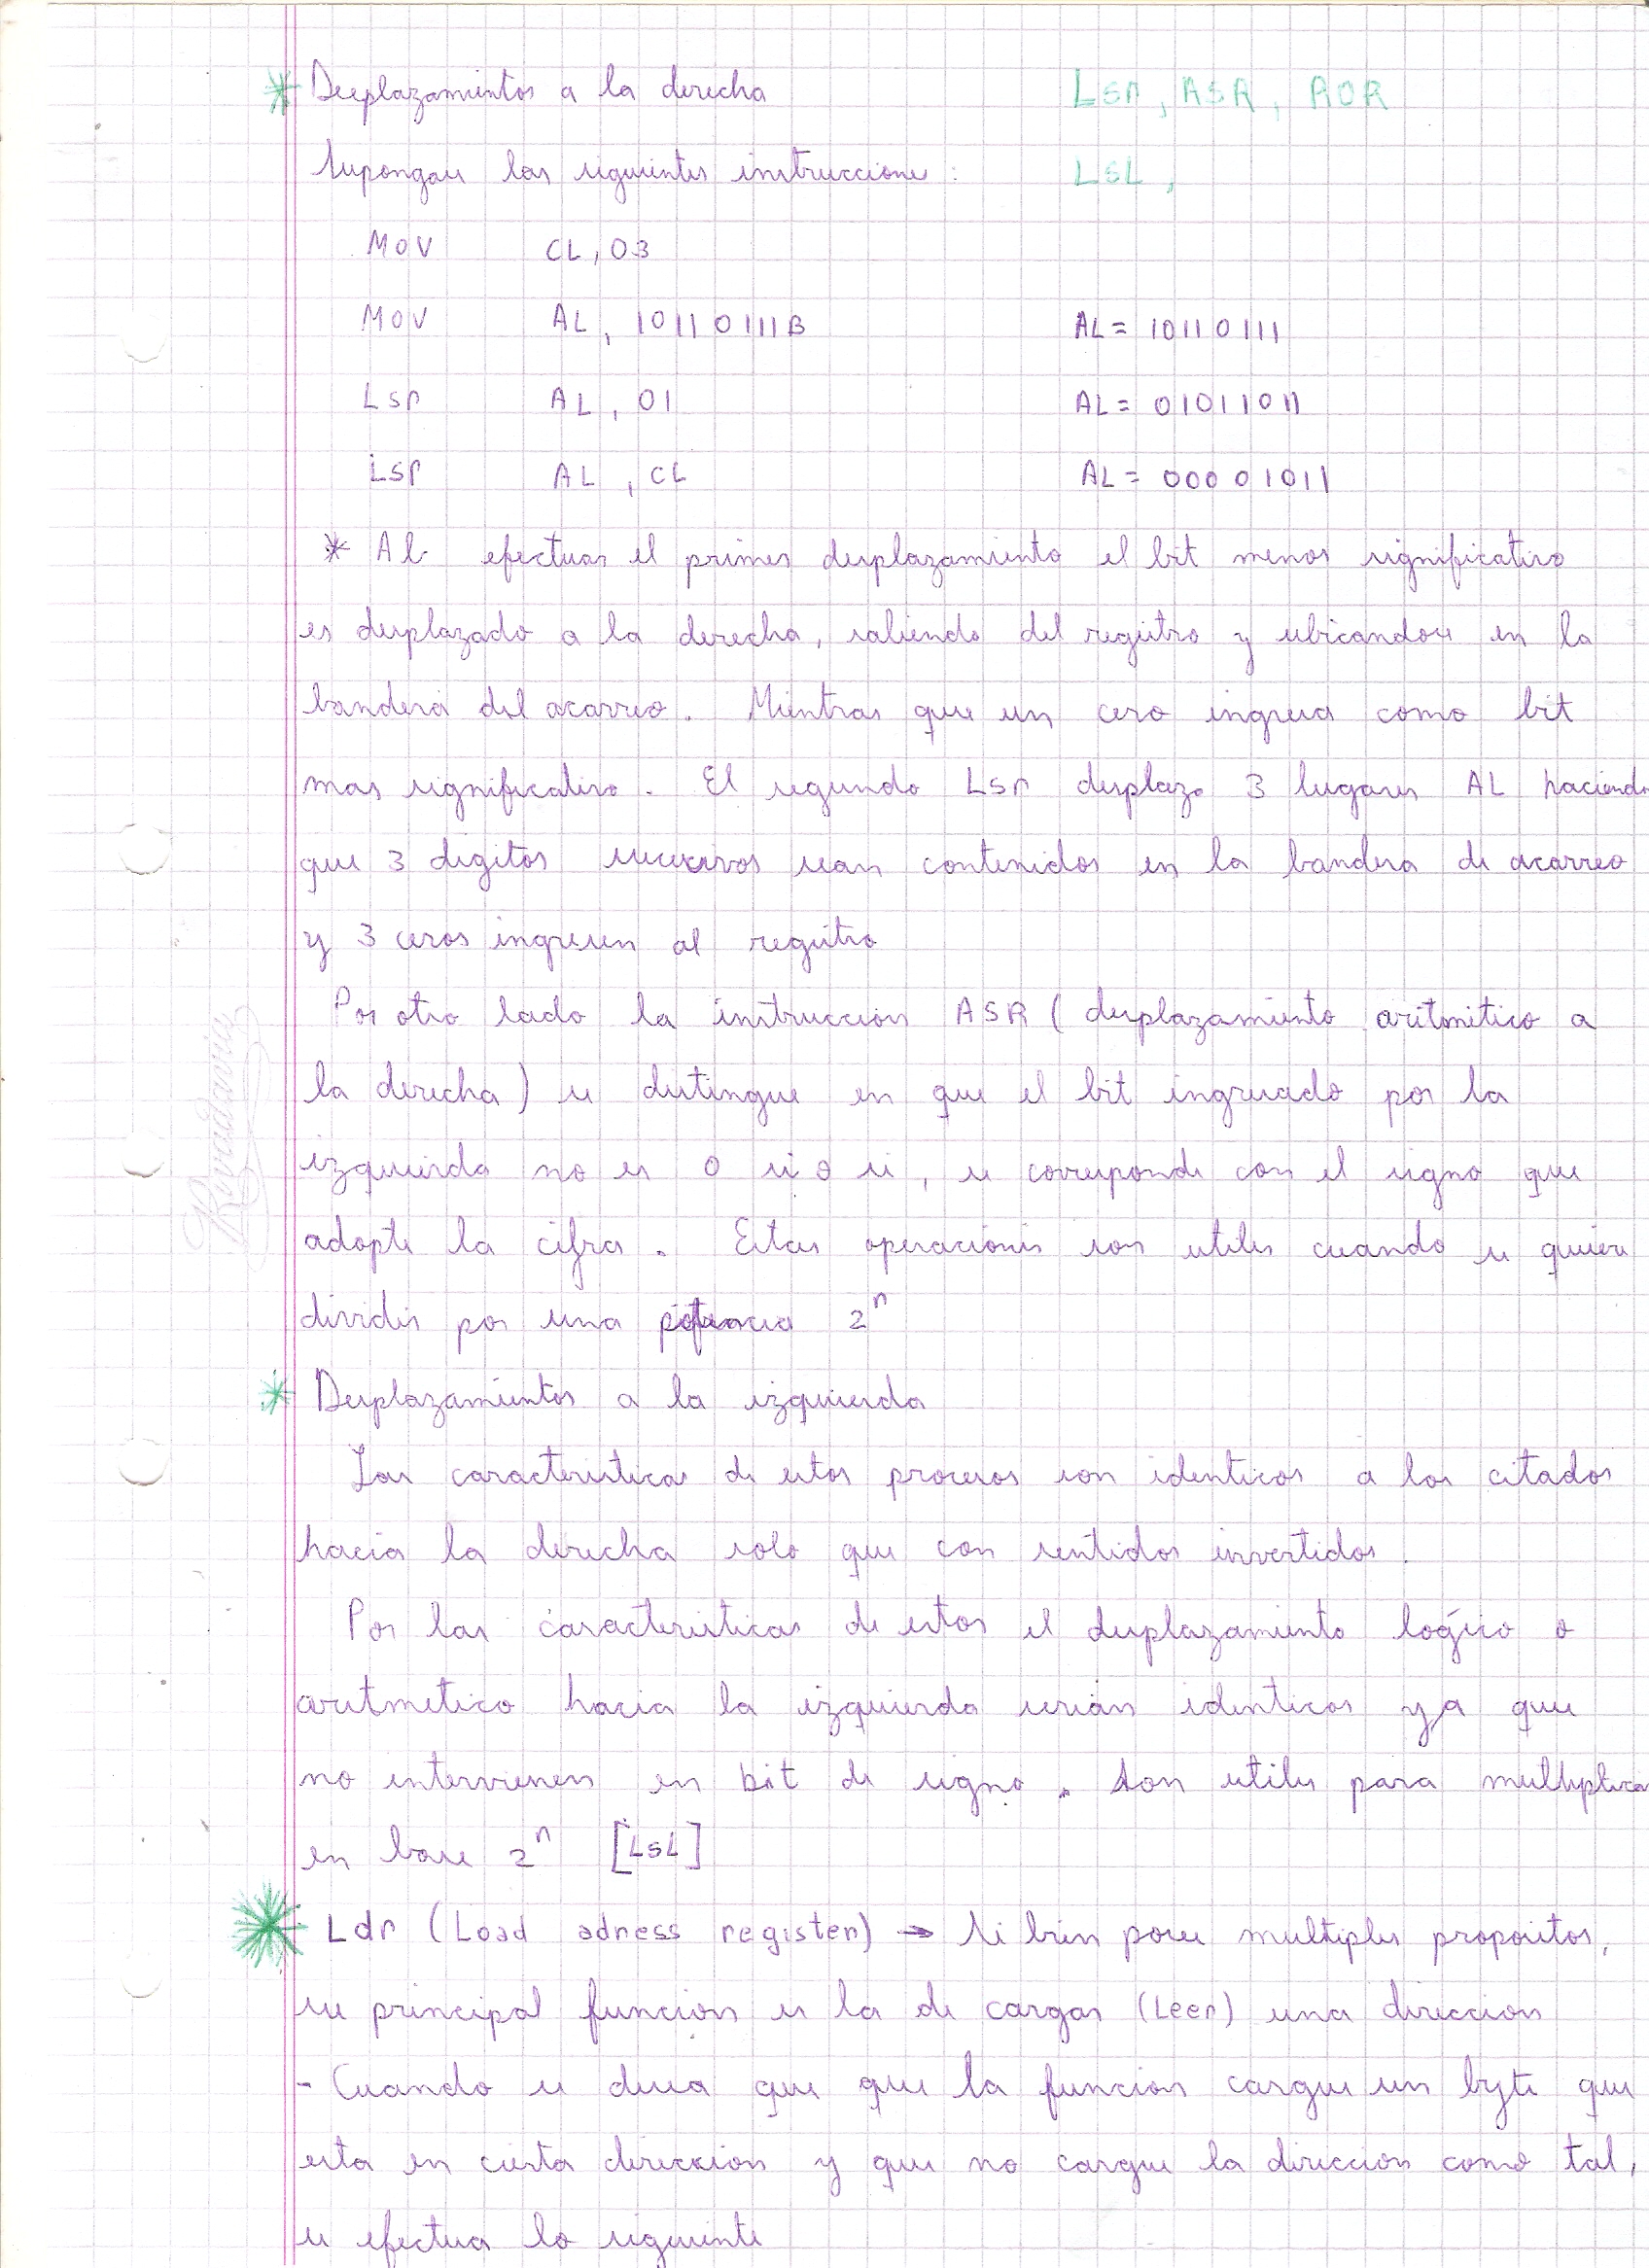 * Desplazamientos a la derecha LSR, ASR, ROR
Supongase las siguientes instrucciones: LSL,
MOV CL, 03
MOV AL, 10110111B AL = 10110111
LSR AL, 01 AL = 01011011
LSR AL, CL AL = 00001011
* Al efectuar el primer desplazamiento el bit menos significativo
es desplazado a la derecha, saliendo del registro y ubicandose en la
bandera del acarreo. Mientras que un cero ingresa como bit
mas significativo. El segundo LSR desplaza 3 lugares AL haciendo
que 3 digitos sucesivos sean contenidos en la bandera de acarreo
y 3 ceros ingresen al registro
Por otro lado la instruccion ASR (desplazamiento aritmético a
la derecha) se distingue en que el bit ingresado por la
izquierda no es 0 si o si, se corresponde con el signo que
adopte la cifra. Estas operaciones son utiles cuando se quiera
dividir por una potencia 2ⁿ
* Desplazamientos a la izquierda
Las caracteristicas de estos procesos son identicos a los citados
hacia la derecha solo que con sentidos invertidos.
Por las caracteristicas de estos el desplazamiento lógico o
aritmetico hacia la izquierda serian identicos ya que
no intervienen en bit de signo. Son utiles para multiplicar
en base 2ⁿ [LSL]
* Ldr (Load adress register) → Si bien posee multiples propositos,
su principal funcion es la de cargar (Leer) una direccion
- Cuando se desea que que la funcion cargue un byte que
esta en cierta direccion y que no cargue la direccion como tal,
se efectua lo siguiente
Rivadavia